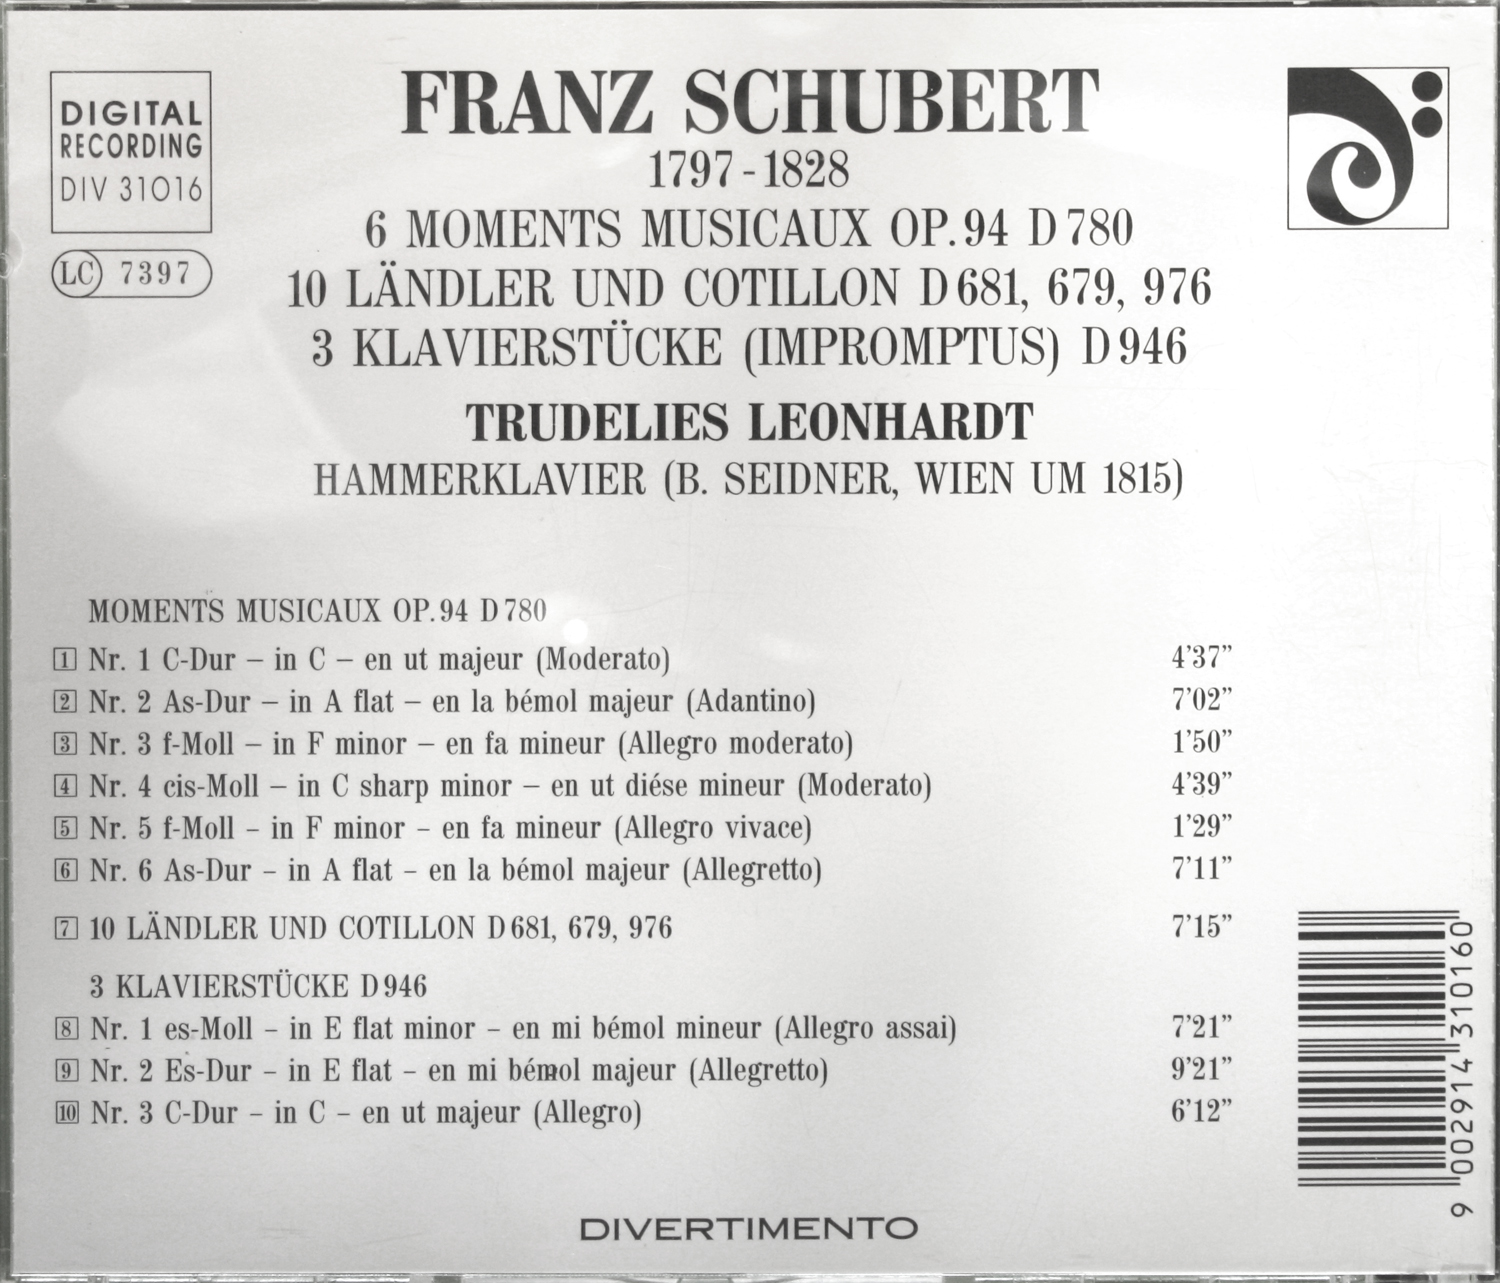 DIGITAL
RECORDING
DIV 31016
LC 7397
FRANZ SCHUBERT
1797 - 1828
6 MOMENTS MUSICAUX OP. 94 D 780
10 LÄNDLER UND COTILLON D 681, 679, 976
3 KLAVIERSTÜCKE (IMPROMPTUS) D 946
TRUDELIES LEONHARDT
HAMMERKLAVIER (B. SEIDNER, WIEN UM 1815)
MOMENTS MUSICAUX OP. 94 D 780
1 Nr. 1 C-Dur – in C – en ut majeur (Moderato) 4’37”
2 Nr. 2 As-Dur – in A flat – en la bémol majeur (Adantino) 7’02”
3 Nr. 3 f-Moll – in F minor – en fa mineur (Allegro moderato) 1’50”
4 Nr. 4 cis-Moll – in C sharp minor – en ut diése mineur (Moderato) 4’39”
5 Nr. 5 f-Moll – in F minor – en fa mineur (Allegro vivace) 1’29”
6 Nr. 6 As-Dur – in A flat – en la bémol majeur (Allegretto) 7’11”
7 10 LÄNDLER UND COTILLON D 681, 679, 976 7’15”
3 KLAVIERSTÜCKE D 946
8 Nr. 1 es-Moll – in E flat minor – en mi bémol mineur (Allegro assai) 7’21”
9 Nr. 2 Es-Dur – in E flat – en mi bémol majeur (Allegretto) 9’21”
10 Nr. 3 C-Dur – in C – en ut majeur (Allegro) 6’12”
9 002914 310160
DIVERTIMENTO